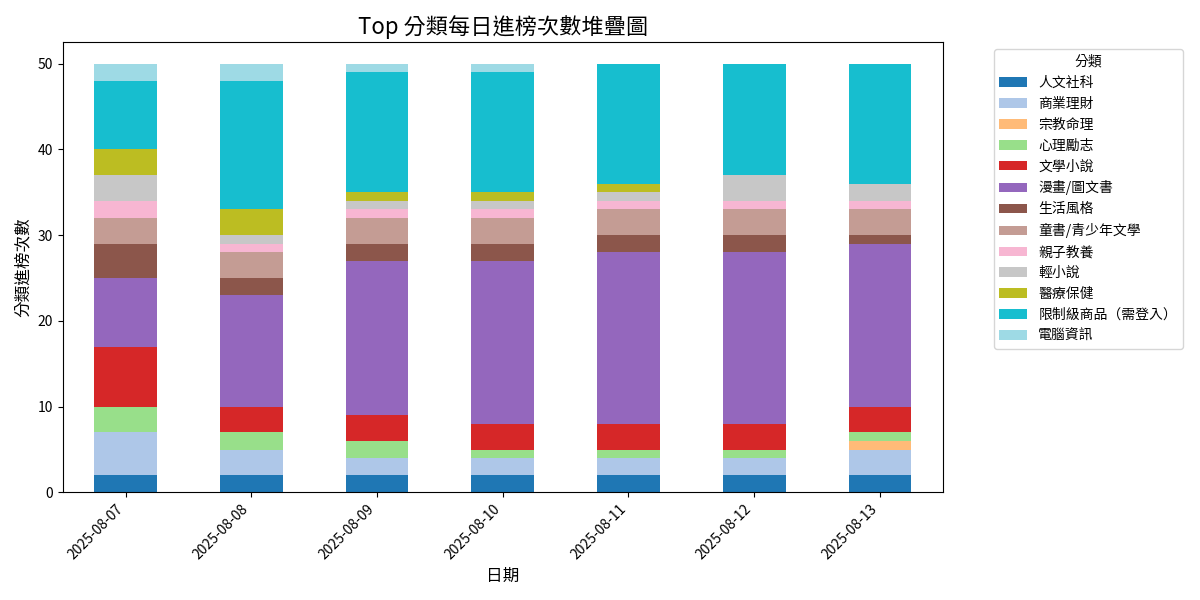 Top 分類每日進榜次數堆疊圖
分類進榜次數
50
40
30
20
10
0
2025-08-07
2025-08-08
2025-08-09
2025-08-10
2025-08-11
2025-08-12
2025-08-13
日期
分類
人文社科
商業理財
宗教命理
心理勵志
文學小說
漫畫/圖文書
生活風格
童書/青少年文學
親子教養
輕小說
醫療保健
限制級商品（需登入）
電腦資訊